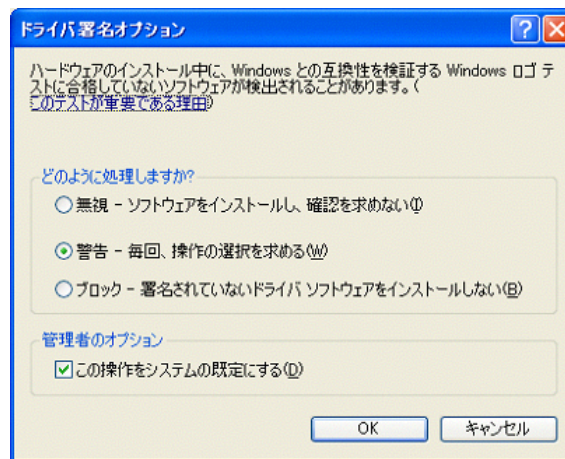 ドライバ署名オプション
ハードウェアのインストール中に、Windows との互換性を検証する Windows ロゴ テ
ストに合格していないソフトウェアが検出されることがあります。(
このテストが重要である理由)
どのように処理しますか?
無視 - ソフトウェアをインストールし、確認を求めない(I)
警告 - 毎回、操作の選択を求める(W)
ブロック - 署名されていないドライバ ソフトウェアをインストールしない(B)
管理者のオプション
この操作をシステムの既定にする(D)
OK キャンセル